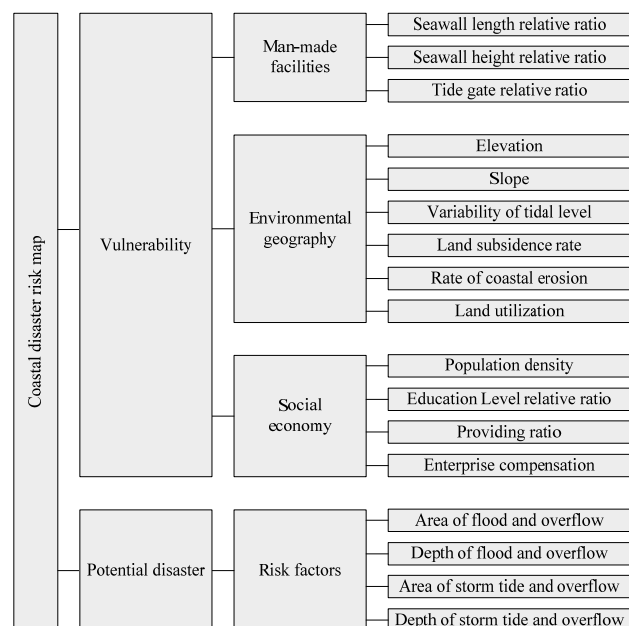 Coastal disaster risk map
Vulnerability
Man-made
facilities
Seawall length relative ratio
Seawall height relative ratio
Tide gate relative ratio
Environmental
geography
Elevation
Slope
Variability of tidal level
Land subsidence rate
Rate of coastal erosion
Land utilization
Social
economy
Population density
Education Level relative ratio
Providing ratio
Enterprise compensation
Potential disaster
Risk factors
Area of flood and overflow
Depth of flood and overflow
Area of storm tide and overflow
Depth of storm tide and overflow